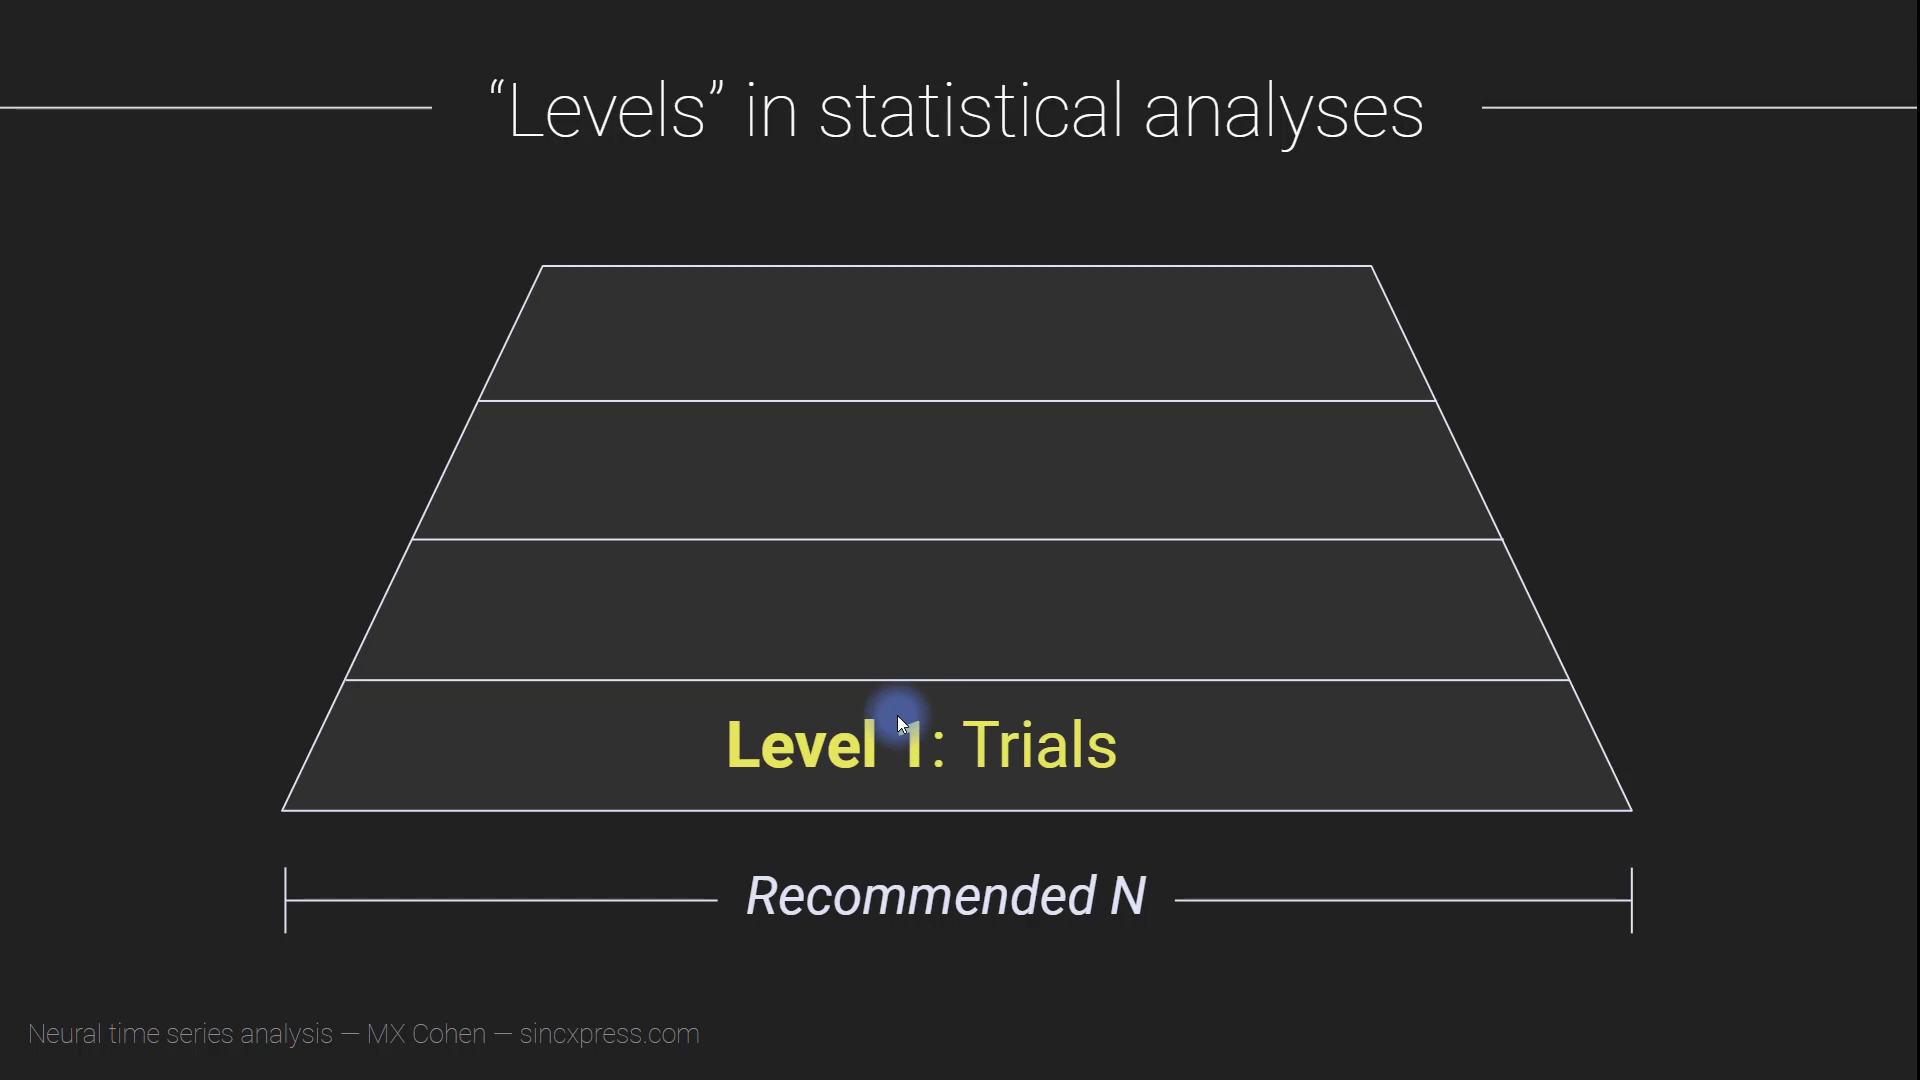 “Levels” in statistical analyses
Level 1: Trials
Recommended N
Neural time series analysis — MX Cohen — sincxpress.com